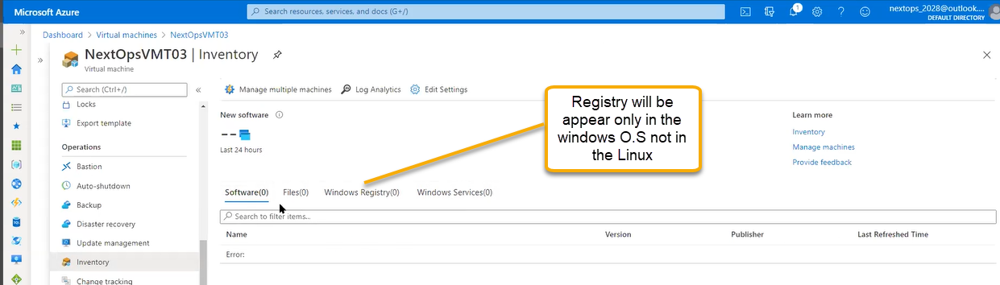 Microsoft Azure
Search resources, services, and docs (G+/)
1
nextops_2028@outlook....
DEFAULT DIRECTORY
Dashboard > Virtual machines > NextOpsVMT03
NextOpsVMT03 | Inventory
Virtual machine
Search (Ctrl+/)
Locks
Export template
Operations
Bastion
Auto-shutdown
Backup
Disaster recovery
Update management
Inventory
Change tracking
Manage multiple machines
Log Analytics
Edit Settings
New software
--
Last 24 hours
Registry will be
appear only in the
windows O.S not in
the Linux
Learn more
Inventory
Manage machines
Provide feedback
Software(0) Files(0) Windows Registry(0) Windows Services(0)
Search to filter items...
Name Version Publisher Last Refreshed Time
Error: